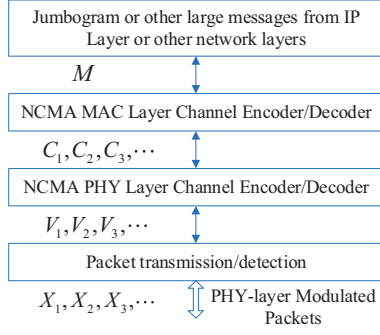 Jumbogram or other large messages from IP
Layer or other network layers
M
NCMA MAC Layer Channel Encoder/Decoder
C₁, C₂, C₃, ⋯
NCMA PHY Layer Channel Encoder/Decoder
V₁, V₂, V₃, ⋯
Packet transmission/detection
X₁, X₂, X₃, ⋯
PHY-layer Modulated
Packets